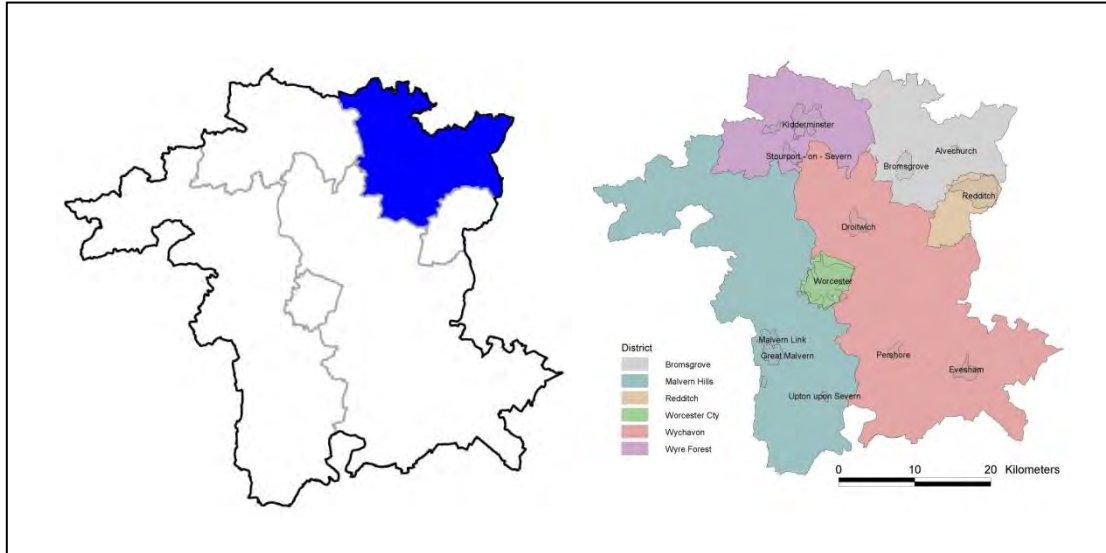 Kidderminster
Stourport - on - Severn
Bromsgrove
Alvechurch
Redditch
Droitwich
Worcester
Malvern Link
Great Malvern
Pershore
Evesham
Upton upon Severn
District
Bromsgrove
Malvern Hills
Redditch
Worcester Cty
Wychavon
Wyre Forest
0 10 20 Kilometers